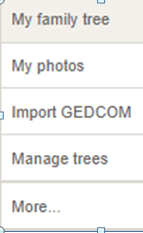 My family tree
My photos
Import GEDCOM
Manage trees
More...